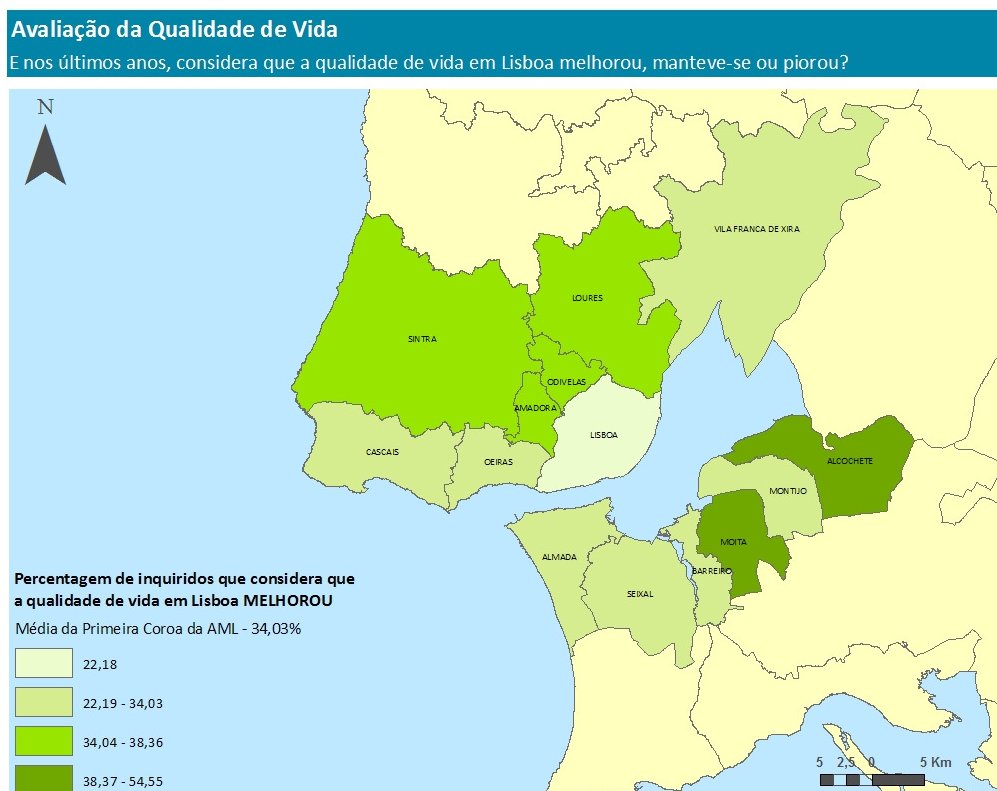 Avaliação da Qualidade de Vida
E nos últimos anos, considera que a qualidade de vida em Lisboa melhorou, manteve-se ou piorou?
N
VILA FRANCA DE XIRA
LOURES
SINTRA
ODIVELAS
AMADORA
LISBOA
CASCAIS
OEIRAS
ALCOCHETE
MONTIJO
MOITA
ALMADA
BARREIRO
SEIXAL
Percentagem de inquiridos que considera que
a qualidade de vida em Lisboa MELHOROU
Média da Primeira Coroa da AML - 34,03%
22,18
22,19 - 34,03
34,04 - 38,36
38,37 - 54,55
5 2,5 0 5 Km